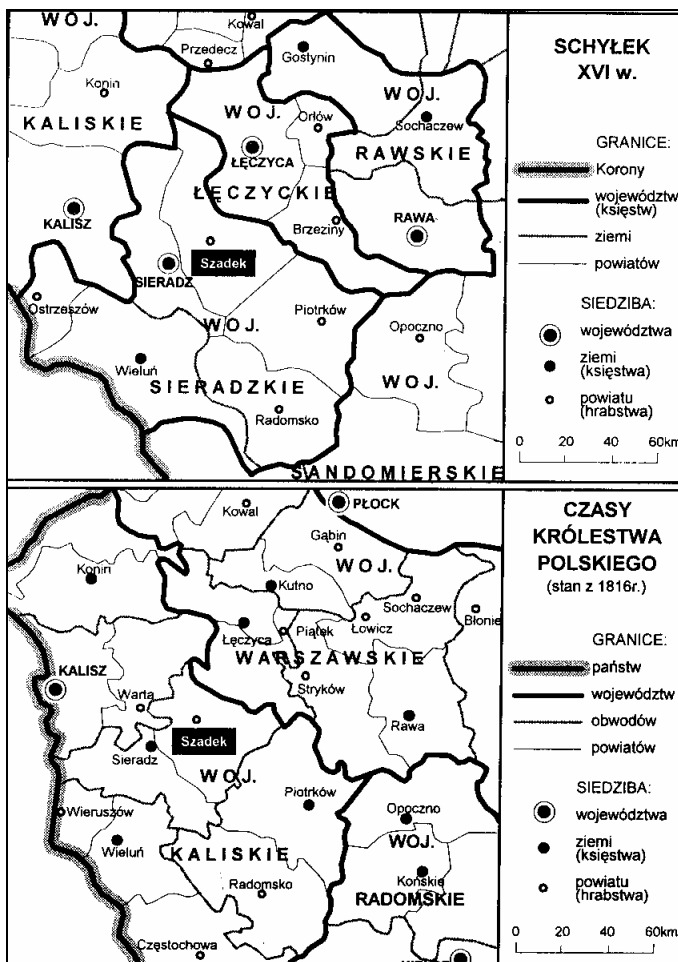 WOJ.
Kowal
Przedecz
Gostynin
Konin
WOJ.
WOJ.
Orłów
Sochaczew
KALISKIE
ŁĘCZYCA
RAWSKIE
ŁĘCZYCKIE
KALISZ
Brzeziny
RAWA
Szadek
SIERADZ
Ostrzeszów
WOJ.
Piotrków
Opoczno
Wieluń
WOJ.
SIERADZKIE
Radomsko
SANDOMIERSKIE
SCHYŁEK
XVI w.
GRANICE:
Korony
województw
(księstw)
ziemi
powiatów
SIEDZIBA:
województwa
ziemi
(księstwa)
powiatu
(hrabstwa)
0 20 40 60km
Kowal
PŁOCK
Gąbin
WOJ.
Konin
Kutno
Sochaczew
Błonie
Łęczyca
Piątek
Łowicz
WARSZAWSKIE
KALISZ
Stryków
Warta
Rawa
Szadek
Sieradz
WOJ.
Piotrków
Opoczno
Wieruszów
Wieluń
KALISKIE
WOJ.
Końskie
Radomsko
RADOMSKIE
Częstochowa
CZASY
KRÓLESTWA
POLSKIEGO
(stan z 1816r.)
GRANICE:
państw
województw
obwodów
powiatów
SIEDZIBA:
województwa
ziemi
(księstwa)
powiatu
(hrabstwa)
0 20 40 60km